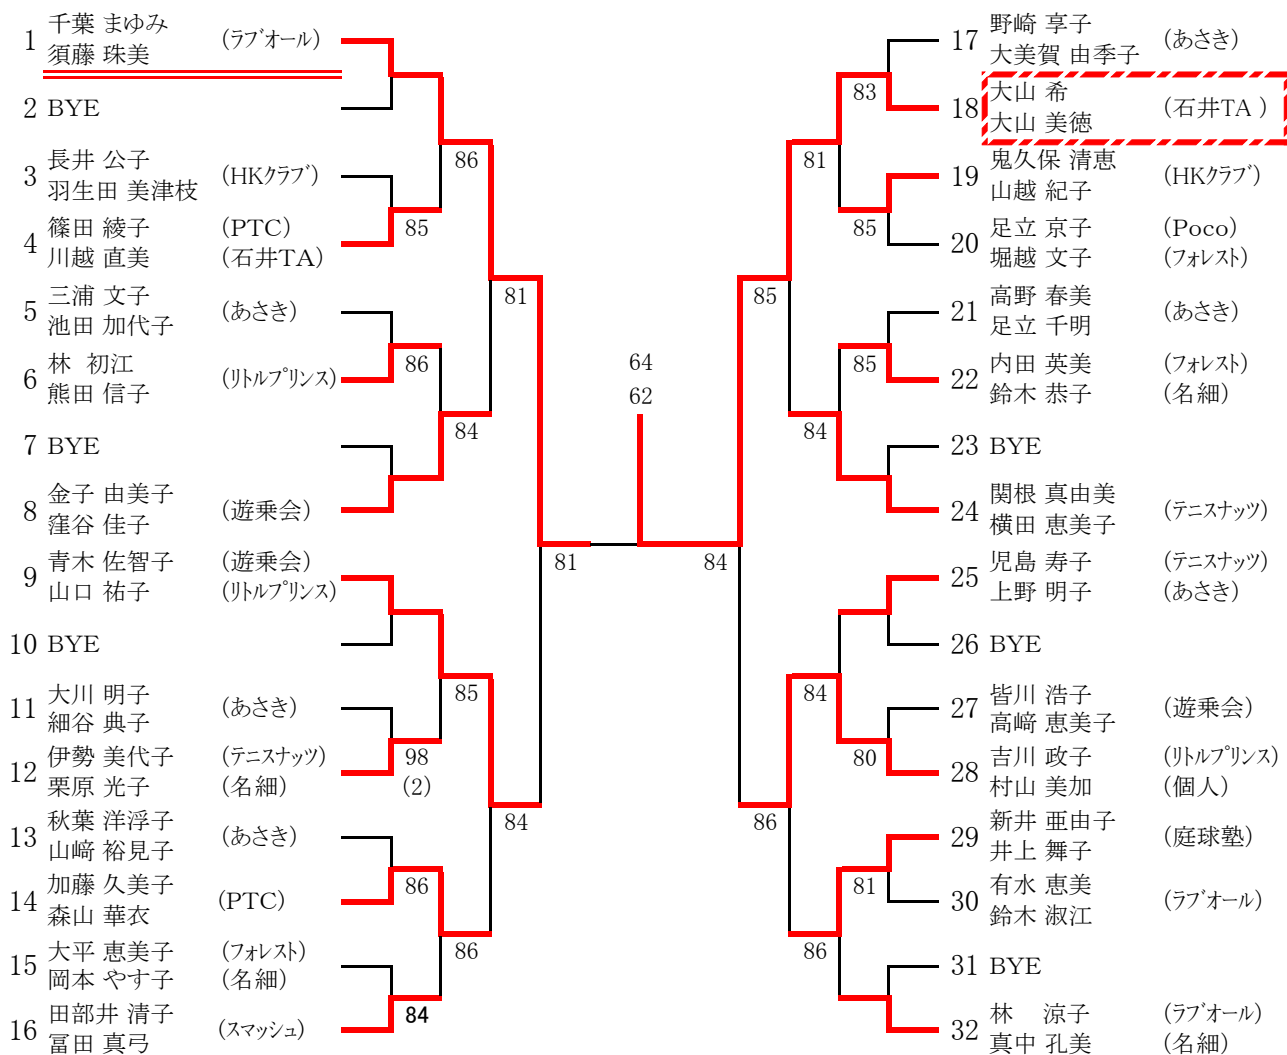 1 千葉 まゆみ (ラブオール)
須藤 珠美
2 BYE
3 長井 公子 (HKクラブ)
羽生田 美津枝
4 篠田 綾子 (PTC)
川越 直美 (石井TA)
5 三浦 文子 (あさき)
池田 加代子
6 林 初江 (リトルプリンス)
熊田 信子
7 BYE
8 金子 由美子 (遊乗会)
窪谷 佳子
9 青木 佐智子 (遊乗会)
山口 祐子 (リトルプリンス)
10 BYE
11 大川 明子 (あさき)
細谷 典子
12 伊勢 美代子 (テニスナッツ)
栗原 光子 (名細)
13 秋葉 洋浮子 (あさき)
山﨑 裕見子
14 加藤 久美子 (PTC)
森山 華衣
15 大平 恵美子 (フォレスト)
岡本 やす子 (名細)
16 田部井 清子 (スマッシュ)
冨田 真弓
86
85
81
86
84
81
85
98
(2)
84
86
86
84
64
62
17 野崎 享子 (あさき)
大美賀 由季子
18 大山 希 (石井TA )
大山 美徳
19 鬼久保 清恵 (HKクラブ)
山越 紀子
20 足立 京子 (Poco)
堀越 文子 (フォレスト)
21 高野 春美 (あさき)
足立 千明
22 内田 英美 (フォレスト)
鈴木 恭子 (名細)
23 BYE
24 関根 真由美 (テニスナッツ)
横田 恵美子
25 児島 寿子 (テニスナッツ)
上野 明子 (あさき)
26 BYE
27 皆川 浩子 (遊乗会)
高﨑 恵美子
28 吉川 政子 (リトルプリンス)
村山 美加 (個人)
29 新井 亜由子 (庭球塾)
井上 舞子
30 有水 恵美 (ラブオール)
鈴木 淑江
31 BYE
32 林 涼子 (ラブオール)
真中 孔美 (名細)
83
81
85
85
85
84
84
84
80
86
81
86